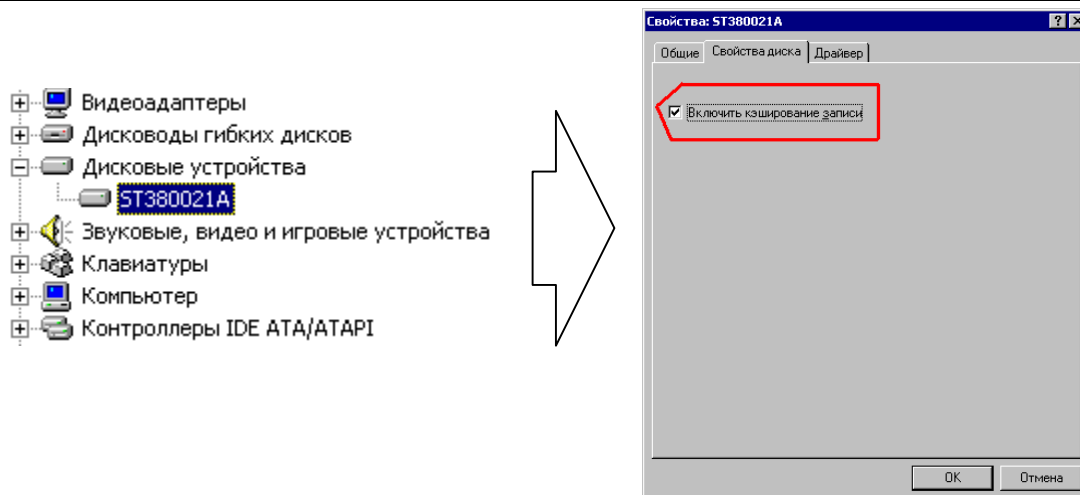 Видеоадаптеры
Дисководы гибких дисков
Дисковые устройства
ST380021A
Звуковые, видео и игровые устройства
Клавиатуры
Компьютер
Контроллеры IDE ATA/ATAPI
Свойства: ST380021A
Общие Свойства диска Драйвер
Включить кэширование записи
OK Отмена